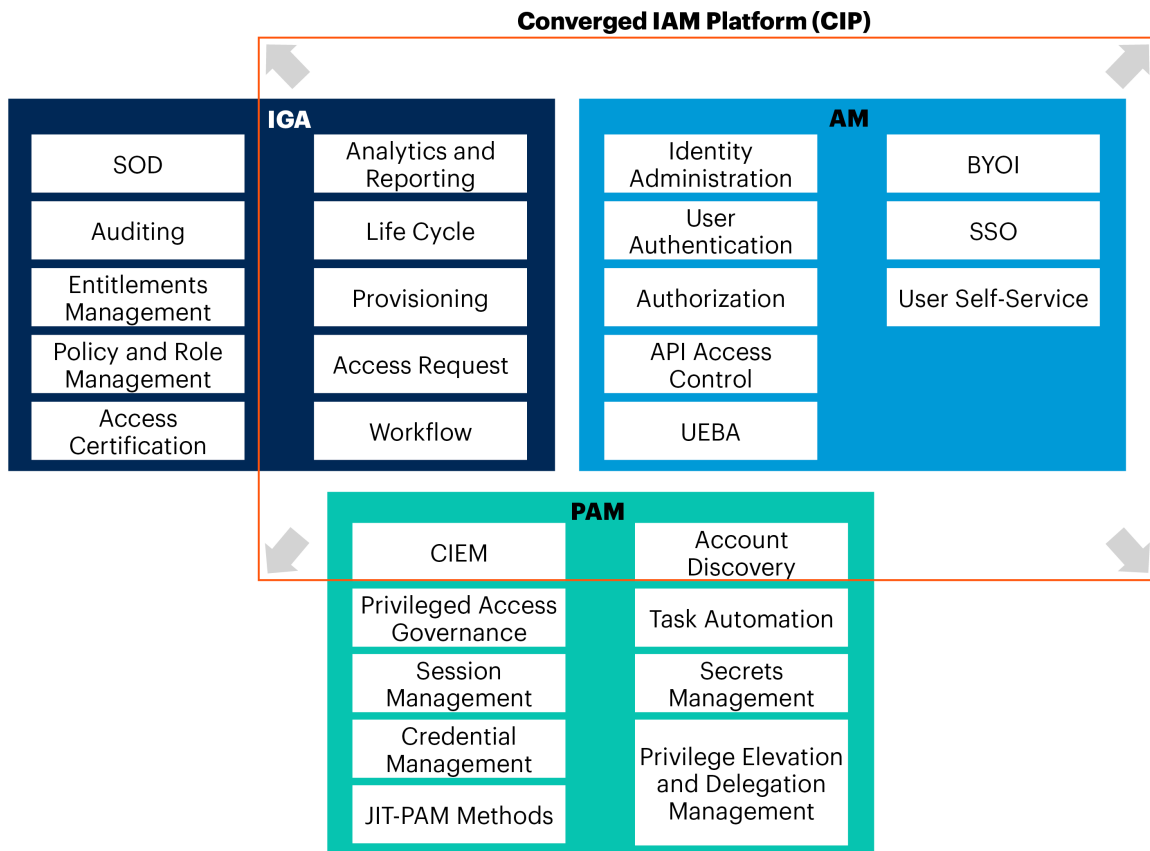 Converged IAM Platform (CIP)
IGA
SOD
Auditing
Entitlements
Management
Policy and Role
Management
Access
Certification
Analytics and
Reporting
Life Cycle
Provisioning
Access Request
Workflow
AM
Identity
Administration
User
Authentication
Authorization
API Access
Control
UEBA
BYOI
SSO
User Self-Service
PAM
CIEM
Privileged Access
Governance
Session
Management
Credential
Management
JIT-PAM Methods
Account
Discovery
Task Automation
Secrets
Management
Privilege Elevation
and Delegation
Management